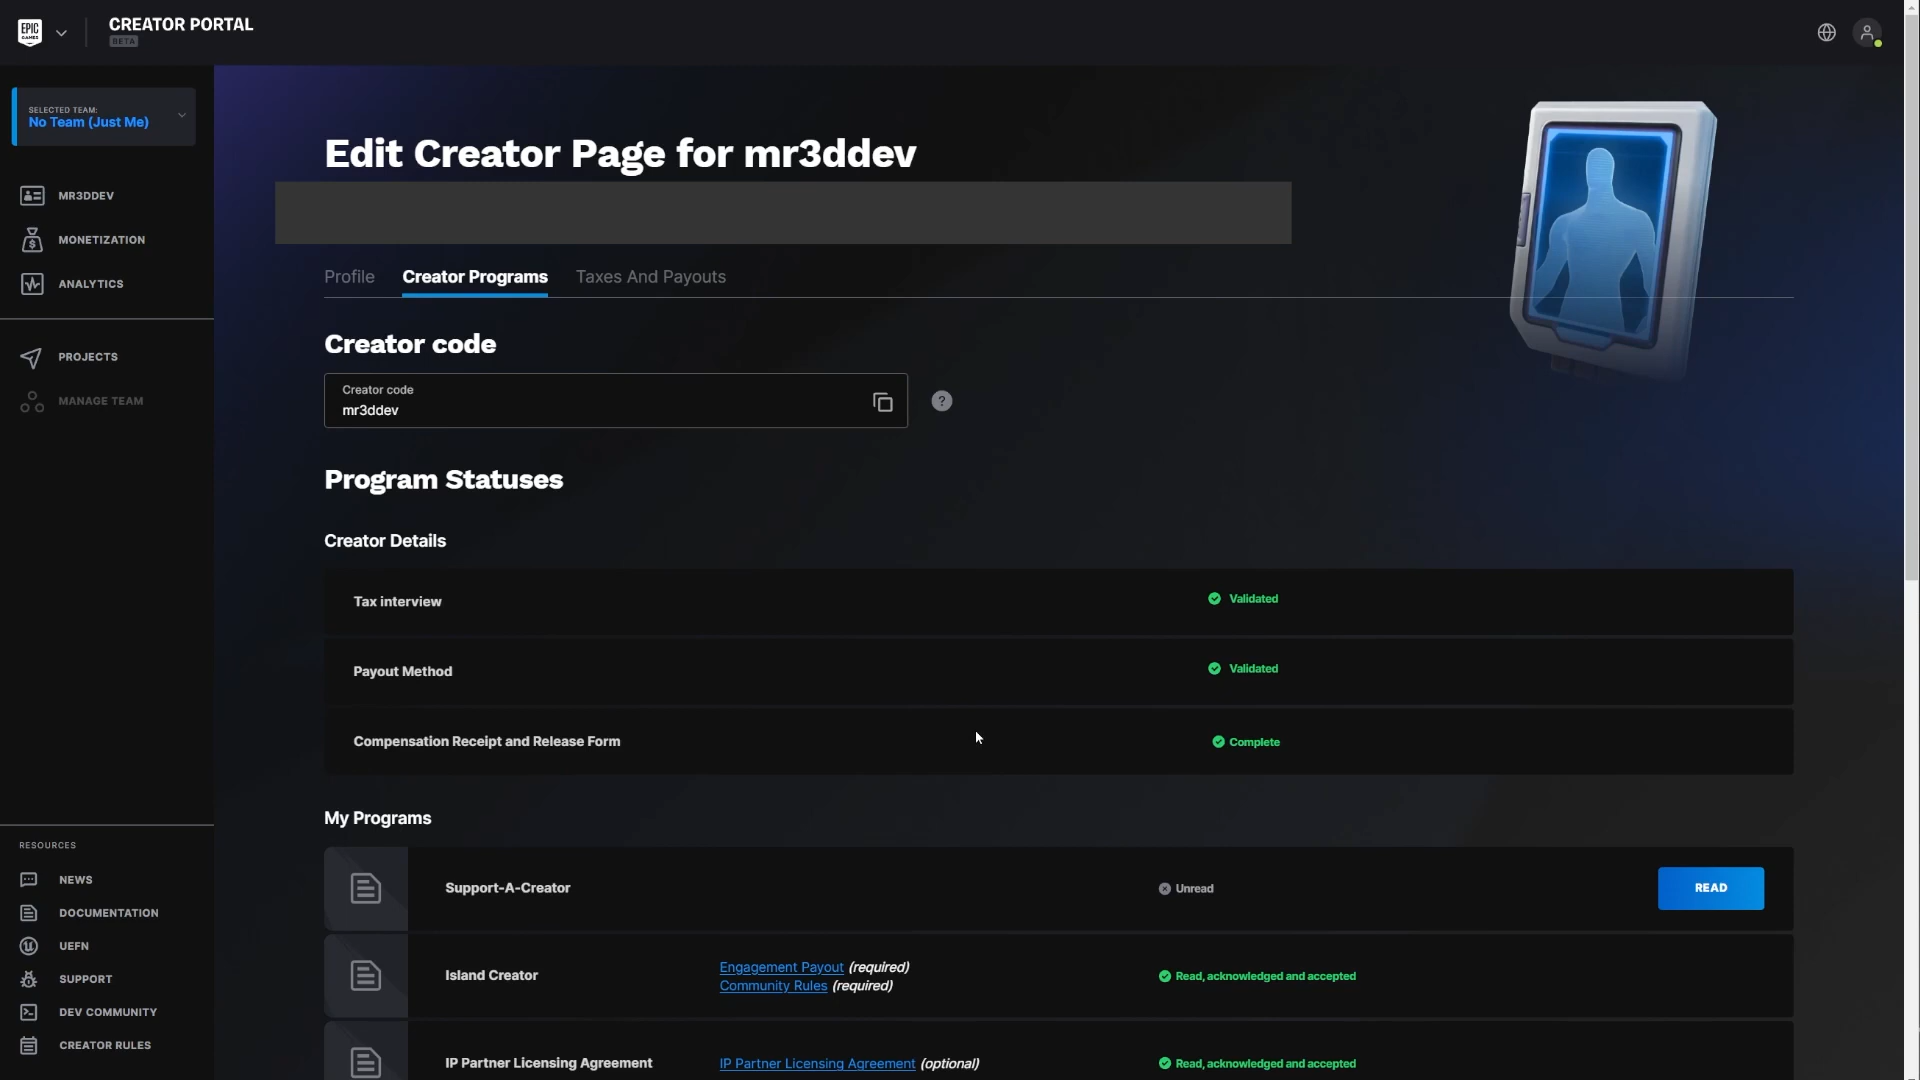 EPIC GAMES
CREATOR PORTAL
BETA
SELECTED TEAM:
No Team (Just Me)
MR3DDEV
MONETIZATION
ANALYTICS
PROJECTS
MANAGE TEAM
RESOURCES
NEWS
DOCUMENTATION
UEFN
SUPPORT
DEV COMMUNITY
CREATOR RULES
Edit Creator Page for mr3ddev
Profile Creator Programs Taxes And Payouts
Creator code
Creator code
mr3ddev
?
Program Statuses
Creator Details
Tax interview Validated
Payout Method Validated
Compensation Receipt and Release Form Complete
My Programs
Support-A-Creator Unread READ
Island Creator Engagement Payout (required) Read, acknowledged and accepted
Community Rules (required)
IP Partner Licensing Agreement IP Partner Licensing Agreement (optional) Read, acknowledged and accepted